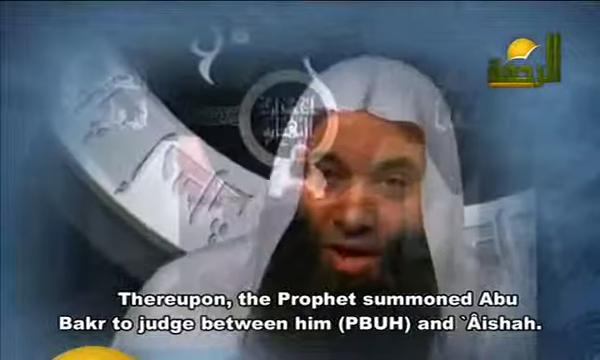 الرحمة
Thereupon, the Prophet summoned Abu
Bakr to judge between him (PBUH) and `Âishah.